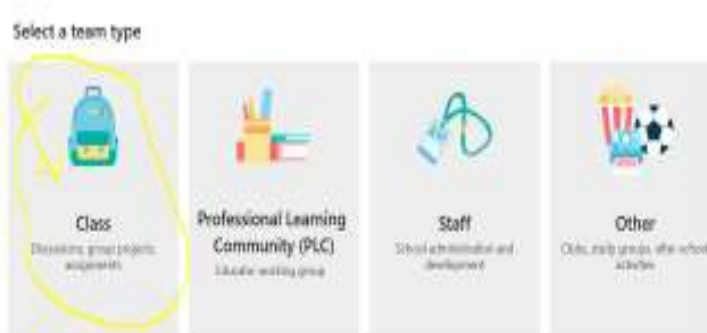 Select a team type
Class
Discussions, group projects,
assignments
Professional Learning
Community (PLC)
Educator working group
Staff
School administration and
development
Other
Clubs, study groups, after school
activities